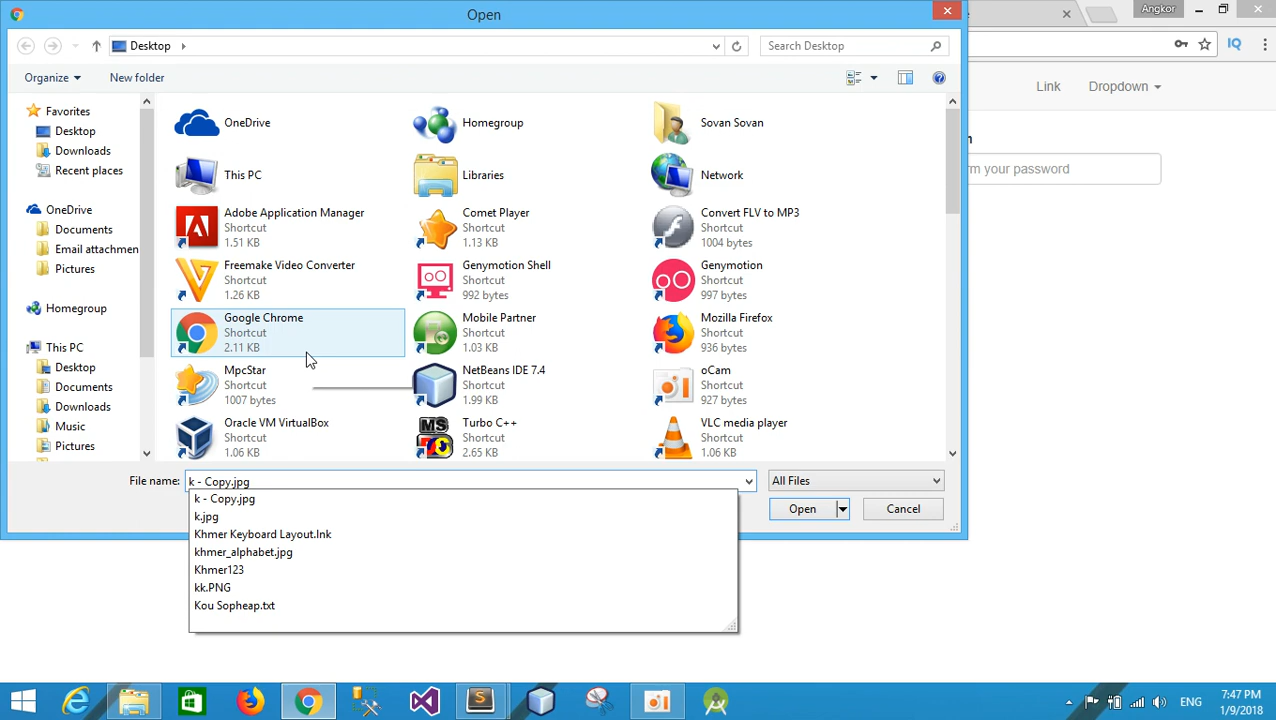 Open
Angkor
Desktop
Search Desktop
Organize
New folder
Link
Dropdown
Favorites
Desktop
Downloads
Recent places
OneDrive
Documents
Email attachmen
Pictures
Homegroup
This PC
Desktop
Documents
Downloads
Music
Pictures
OneDrive
Homegroup
Sovan Sovan
This PC
Libraries
Network
Adobe Application Manager
Shortcut
1.51 KB
Comet Player
Shortcut
1.13 KB
Convert FLV to MP3
Shortcut
1004 bytes
Freemake Video Converter
Shortcut
1.26 KB
Genymotion Shell
Shortcut
992 bytes
Genymotion
Shortcut
997 bytes
Google Chrome
Shortcut
2.11 KB
Mobile Partner
Shortcut
1.03 KB
Mozilla Firefox
Shortcut
936 bytes
MpcStar
Shortcut
1007 bytes
NetBeans IDE 7.4
Shortcut
1.99 KB
oCam
Shortcut
927 bytes
Oracle VM VirtualBox
Shortcut
1.06 KB
MS
Turbo C++
Shortcut
2.65 KB
VLC media player
Shortcut
1.06 KB
rm your password
File name:
k - Copy.jpg
All Files
Open
Cancel
k - Copy.jpg
k.jpg
Khmer Keyboard Layout.lnk
khmer_alphabet.jpg
Khmer123
kk.PNG
Kou Sopheap.txt
IQ
ENG
7:47 PM
1/9/2018